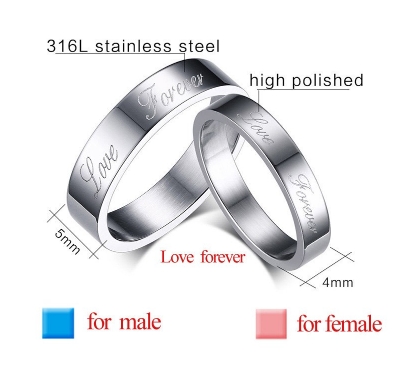 316L stainless steel
high polished
Love Forever
Love Forever
5mm
Love forever
4mm
for male
for female